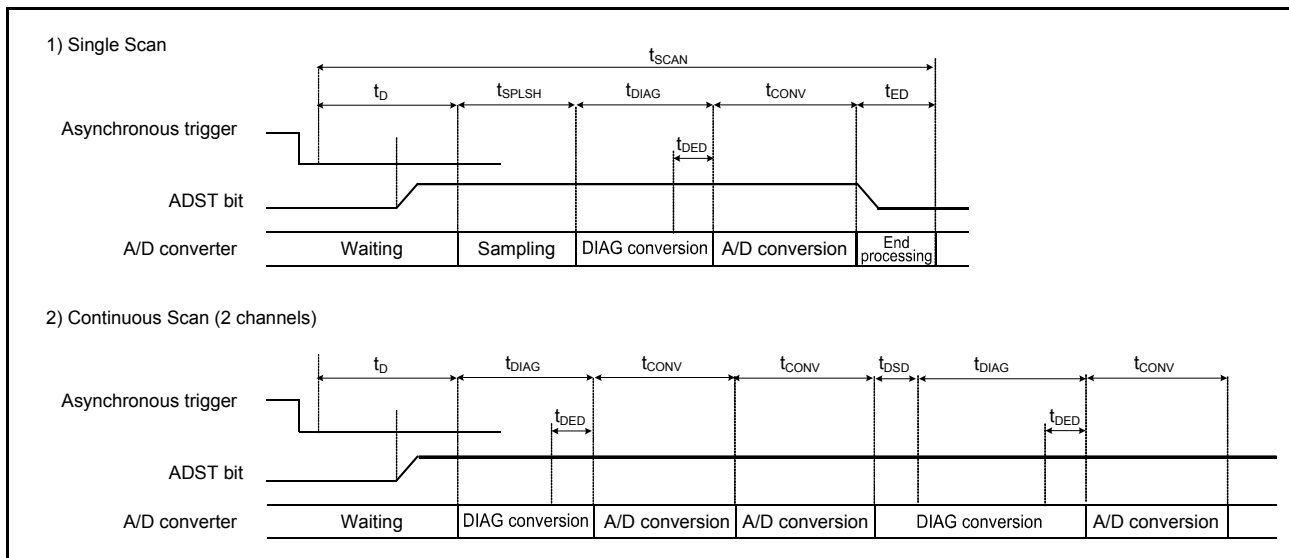 1) Single Scan
tSCAN
tD tSPLSH tDIAG tCONV tED
Asynchronous trigger
tDED
ADST bit
A/D converter Waiting Sampling DIAG conversion A/D conversion End processing
2) Continuous Scan (2 channels)
tD tDIAG tCONV tCONV tDSD tDIAG tCONV
Asynchronous trigger
tDED tDED
ADST bit
A/D converter Waiting DIAG conversion A/D conversion A/D conversion DIAG conversion A/D conversion